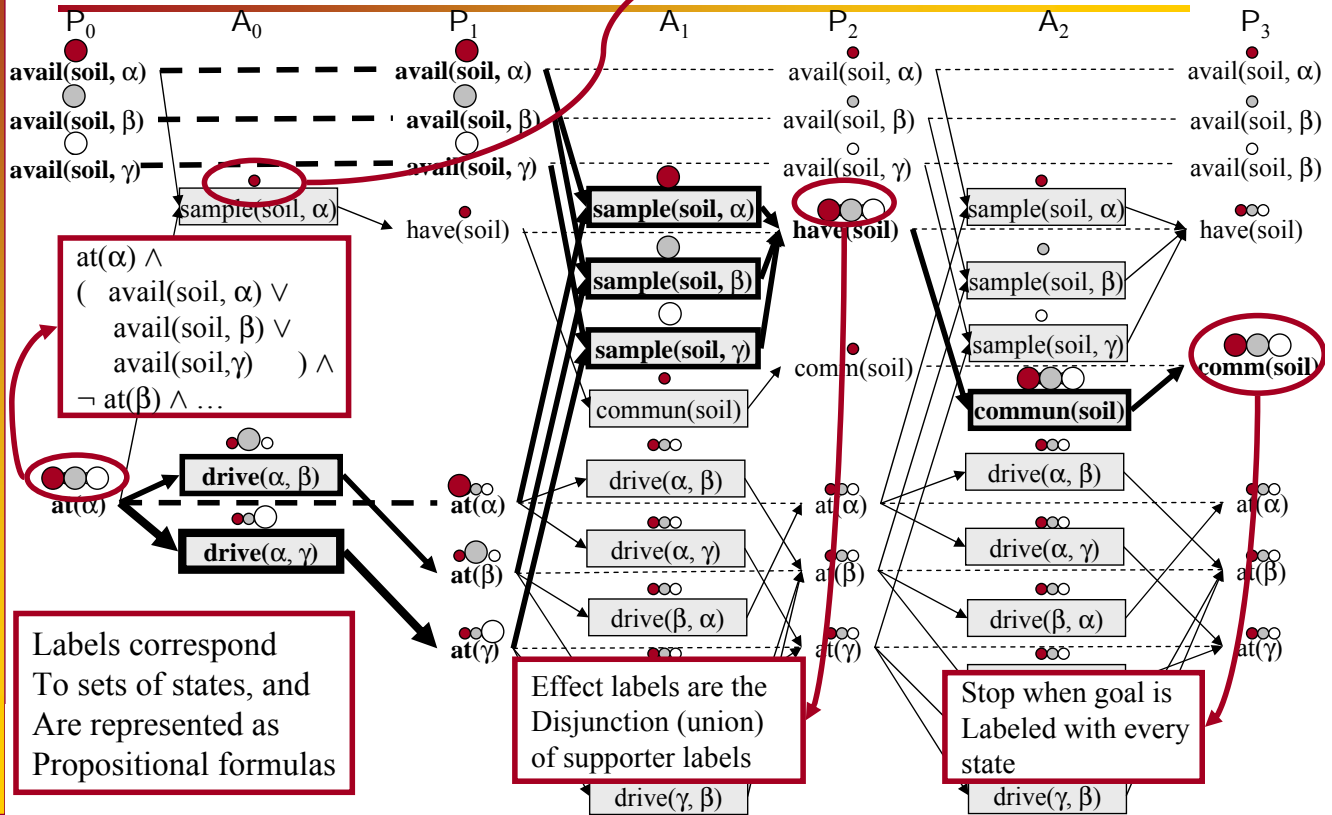 P0 A0 P1 A1 P2 A2 P3
avail(soil, α)
avail(soil, β)
avail(soil, γ)
sample(soil, α)
at(α) ∧
( avail(soil, α) ∨
avail(soil, β) ∨
avail(soil,γ) ) ∧
¬ at(β) ∧ …
at(α)
drive(α, β)
drive(α, γ)
Labels correspond
To sets of states, and
Are represented as
Propositional formulas
avail(soil, α)
avail(soil, β)
avail(soil, γ)
have(soil)
at(α)
at(β)
at(γ)
sample(soil, α)
sample(soil, β)
sample(soil, γ)
commun(soil)
drive(α, β)
drive(α, γ)
drive(β, α)
Effect labels are the
Disjunction (union)
of supporter labels
drive(γ, β)
avail(soil, α)
avail(soil, β)
avail(soil, γ)
have(soil)
comm(soil)
at(α)
at(β)
at(γ)
sample(soil, α)
sample(soil, β)
sample(soil, γ)
commun(soil)
drive(α, β)
drive(α, γ)
drive(β, α)
Stop when goal is
Labeled with every
state
drive(γ, β)
avail(soil, α)
avail(soil, β)
avail(soil, β)
have(soil)
comm(soil)
at(α)
at(β)
at(γ)